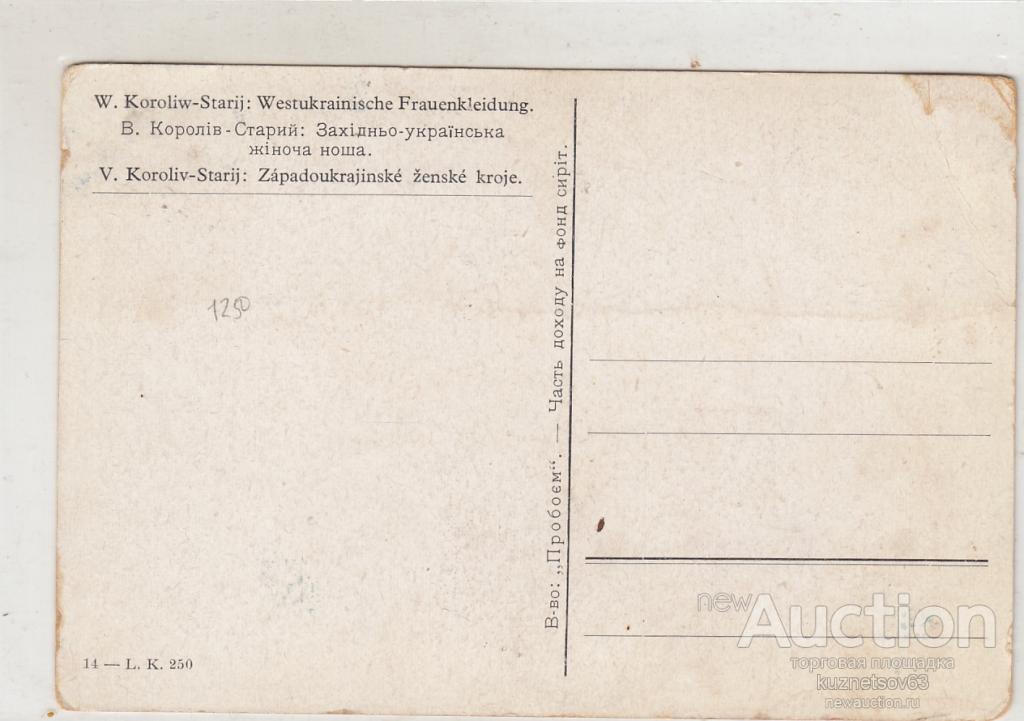 W. Koroliw-Starij: Westukrainische Frauenkleidung.
В. Королів-Старий: Західньо-українська
жіноча ноша.
V. Koroliv-Starij: Západoukrajinské ženské kroje.
1250
В-во: „Пробоєм“. — Часть доходу на фонд сиріт.
14 — L. K. 250
newAuction
торговая площадка
kuznetsov63
newauction.ru